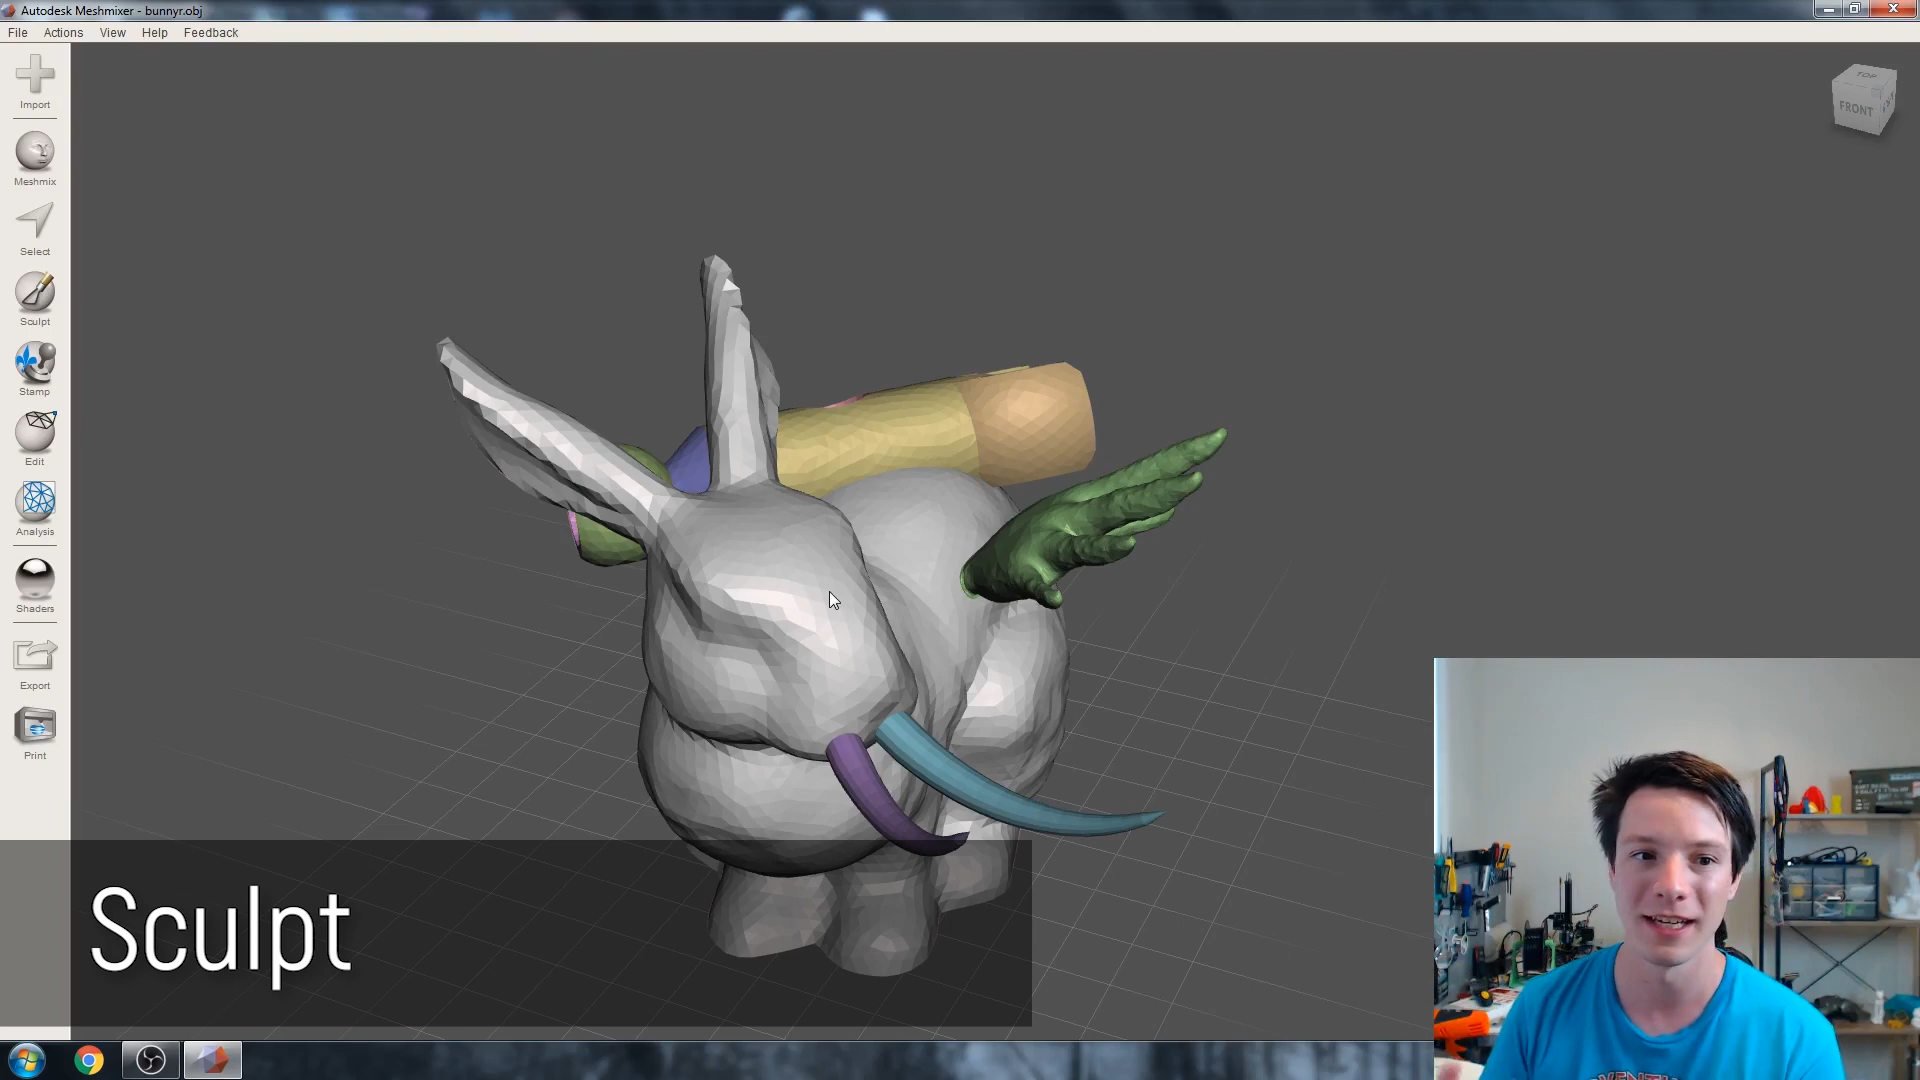 Autodesk Meshmixer - bunnyr.obj
File Actions View Help Feedback
Import
Meshmix
Select
Sculpt
Stamp
Edit
Analysis
Shaders
Export
Print
TOP
FRONT
Sculpt